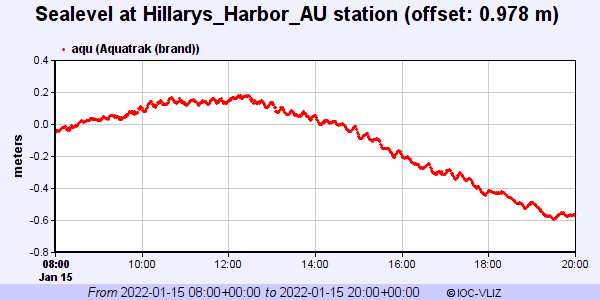 Sealevel at Hillarys_Harbor_AU station (offset: 0.978 m)
aqu (Aquatrak (brand))
0.4
0.2
0.0
-0.2
-0.4
-0.6
-0.8
meters
08:00 10:00 12:00 14:00 16:00 18:00 20:00
Jan 15
From 2022-01-15 08:00+00:00 to 2022-01-15 20:00+00:00 © IOC-VLIZ